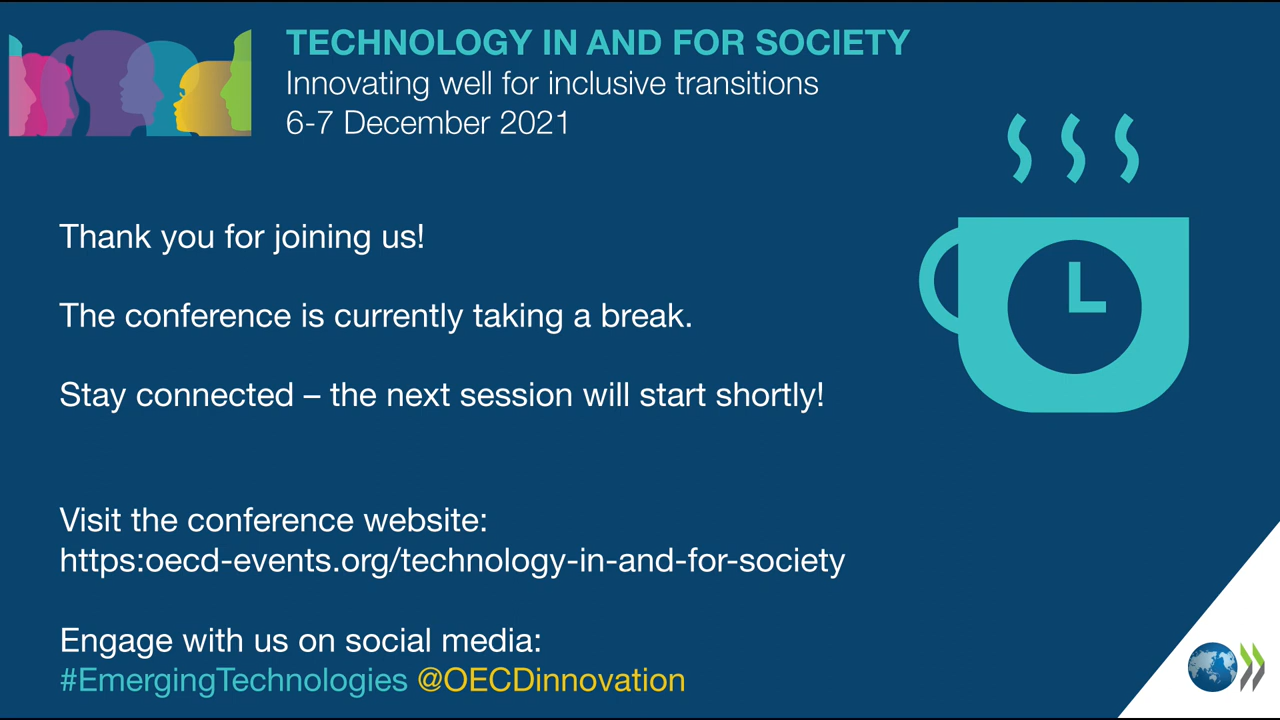 TECHNOLOGY IN AND FOR SOCIETY
Innovating well for inclusive transitions
6-7 December 2021
Thank you for joining us!
The conference is currently taking a break.
Stay connected – the next session will start shortly!
Visit the conference website:
https:oecd-events.org/technology-in-and-for-society
Engage with us on social media:
#EmergingTechnologies @OECDinnovation